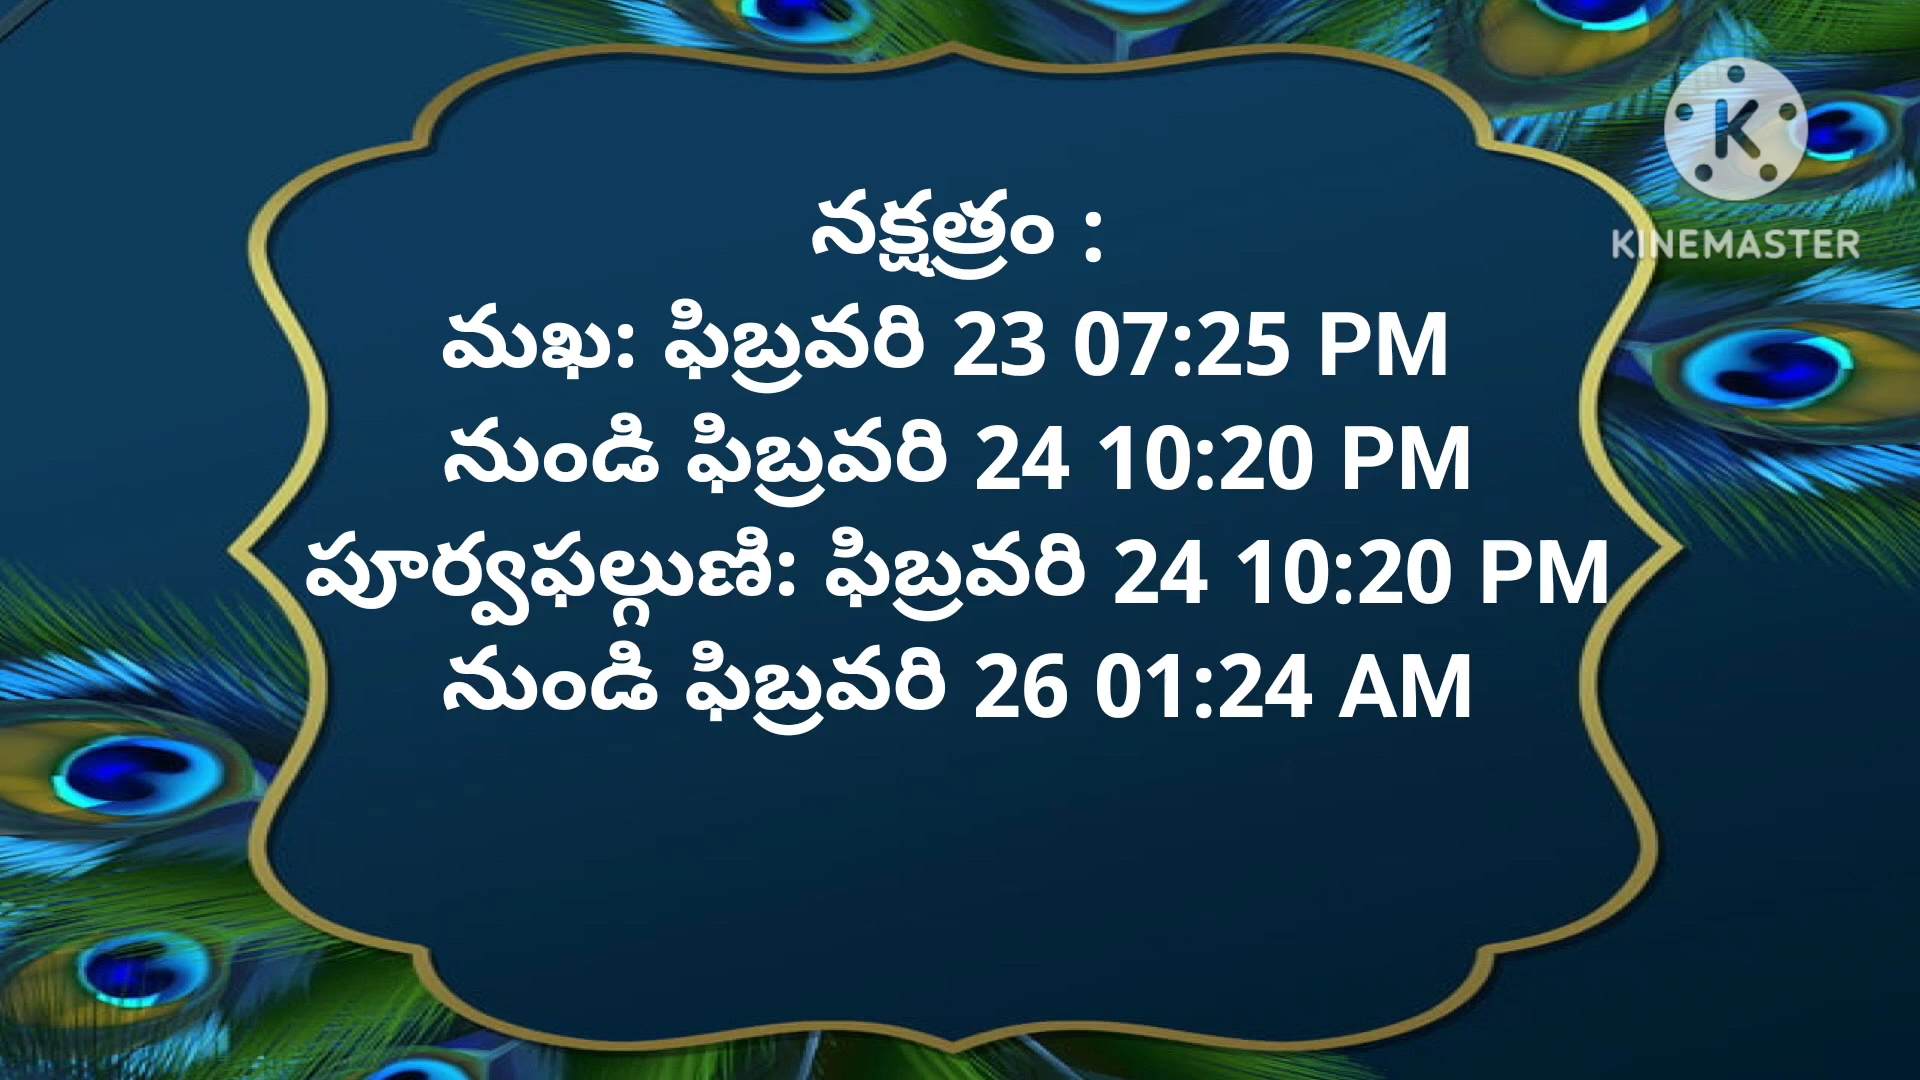 నక్షత్రం :
మఖ: ఫిబ్రవరి 23 07:25 PM
నుండి ఫిబ్రవరి 24 10:20 PM
పూర్వఫల్గుణి: ఫిబ్రవరి 24 10:20 PM
నుండి ఫిబ్రవరి 26 01:24 AM
K
KINEMASTER